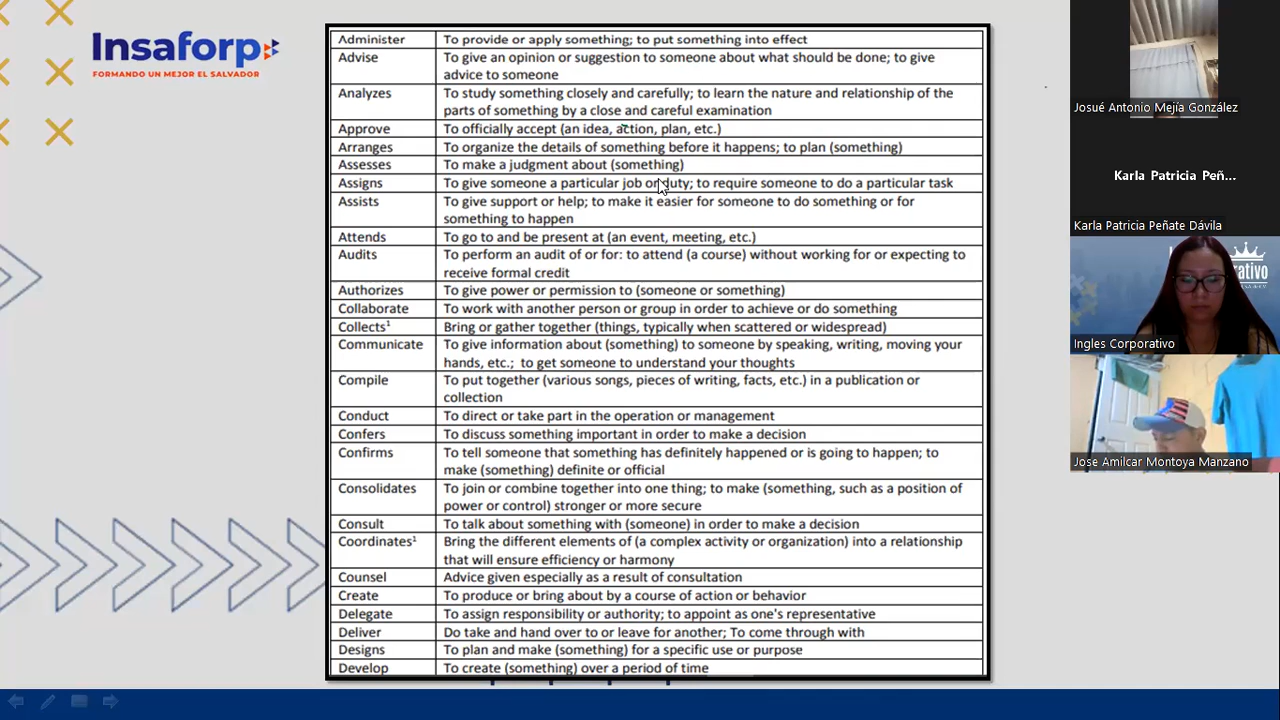 Insaforp
FORMANDO UN MEJOR EL SALVADOR
Administer To provide or apply something; to put something into effect
Advise To give an opinion or suggestion to someone about what should be done; to give
advice to someone
Analyzes To study something closely and carefully; to learn the nature and relationship of the
parts of something by a close and careful examination
Approve To officially accept (an idea, action, plan, etc.)
Arranges To organize the details of something before it happens; to plan (something)
Assesses To make a judgment about (something)
Assigns To give someone a particular job or duty; to require someone to do a particular task
Assists To give support or help; to make it easier for someone to do something or for
something to happen
Attends To go to and be present at (an event, meeting, etc.)
Audits To perform an audit of or for: to attend (a course) without working for or expecting to
receive formal credit
Authorizes To give power or permission to (someone or something)
Collaborate To work with another person or group in order to achieve or do something
Collects¹ Bring or gather together (things, typically when scattered or widespread)
Communicate To give information about (something) to someone by speaking, writing, moving your
hands, etc.; to get someone to understand your thoughts
Compile To put together (various songs, pieces of writing, facts, etc.) in a publication or
collection
Conduct To direct or take part in the operation or management
Confers To discuss something important in order to make a decision
Confirms To tell someone that something has definitely happened or is going to happen; to
make (something) definite or official
Consolidates To join or combine together into one thing; to make (something, such as a position of
power or control) stronger or more secure
Consult To talk about something with (someone) in order to make a decision
Coordinates¹ Bring the different elements of (a complex activity or organization) into a relationship
that will ensure efficiency or harmony
Counsel Advice given especially as a result of consultation
Create To produce or bring about by a course of action or behavior
Delegate To assign responsibility or authority; to appoint as one's representative
Deliver Do take and hand over to or leave for another; To come through with
Designs To plan and make (something) for a specific use or purpose
Develop To create (something) over a period of time
Josué Antonio Mejía González
Karla Patricia Peñ...
Karla Patricia Peñate Dávila
Ingles Corporativo
Jose Amilcar Montoya Manzano